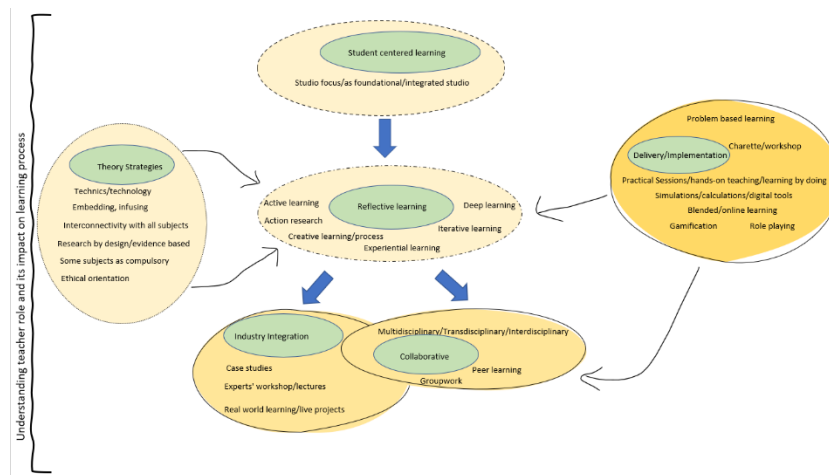 Understanding teacher role and its impact on learning process
Student centered learning
Studio focus/as foundational/integrated studio
Theory Strategies
Technics/technology
Embedding, infusing
Interconnectivity with all subjects
Research by design/evidence based
Some subjects as compulsory
Ethical orientation
Reflective learning
Active learning
Action research
Creative learning/process
Experiential learning
Deep learning
Iterative learning
Problem based learning
Delivery/Implementation
Charette/workshop
Practical Sessions/hands-on teaching/learning by doing
Simulations/calculations/digital tools
Blended/online learning
Gamification
Role playing
Industry Integration
Case studies
Experts' workshop/lectures
Real world learning/live projects
Multidisciplinary/Transdisciplinary/Interdisciplinary
Collaborative
Peer learning
Groupwork